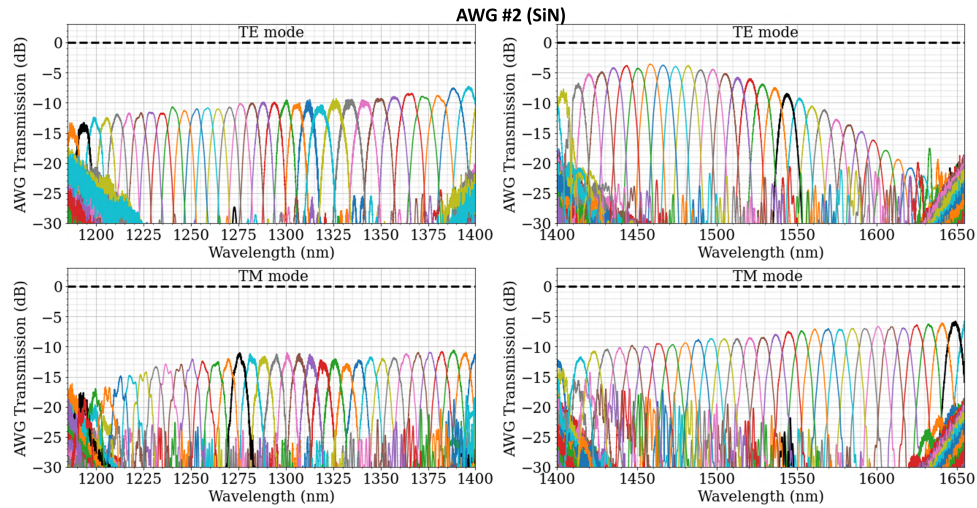 AWG #2 (SiN)
TE mode
AWG Transmission (dB)
0
−5
−10
−15
−20
−25
−30
1200 1225 1250 1275 1300 1325 1350 1375 1400
Wavelength (nm)
TE mode
AWG Transmission (dB)
0
−5
−10
−15
−20
−25
−30
1400 1450 1500 1550 1600 1650
Wavelength (nm)
TM mode
AWG Transmission (dB)
0
−5
−10
−15
−20
−25
−30
1200 1225 1250 1275 1300 1325 1350 1375 1400
Wavelength (nm)
TM mode
AWG Transmission (dB)
0
−5
−10
−15
−20
−25
−30
1400 1450 1500 1550 1600 1650
Wavelength (nm)